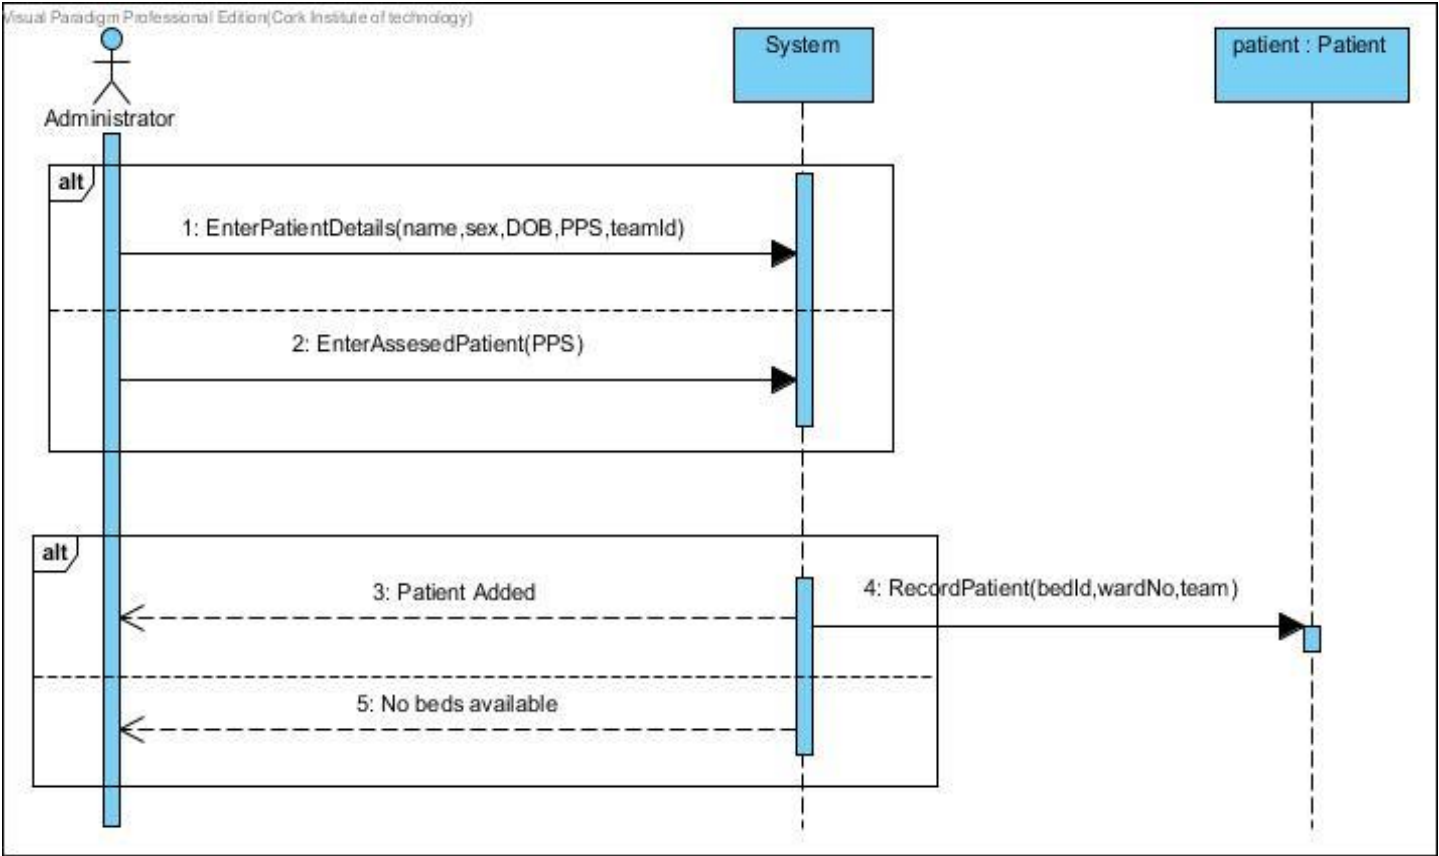 Visual Paradigm Professional Edition(Cork Institute of technology)
System
patient : Patient
Administrator
alt
1: EnterPatientDetails(name,sex,DOB,PPS,teamId)
2: EnterAssesedPatient(PPS)
alt
3: Patient Added
4: RecordPatient(bedId,wardNo,team)
5: No beds available